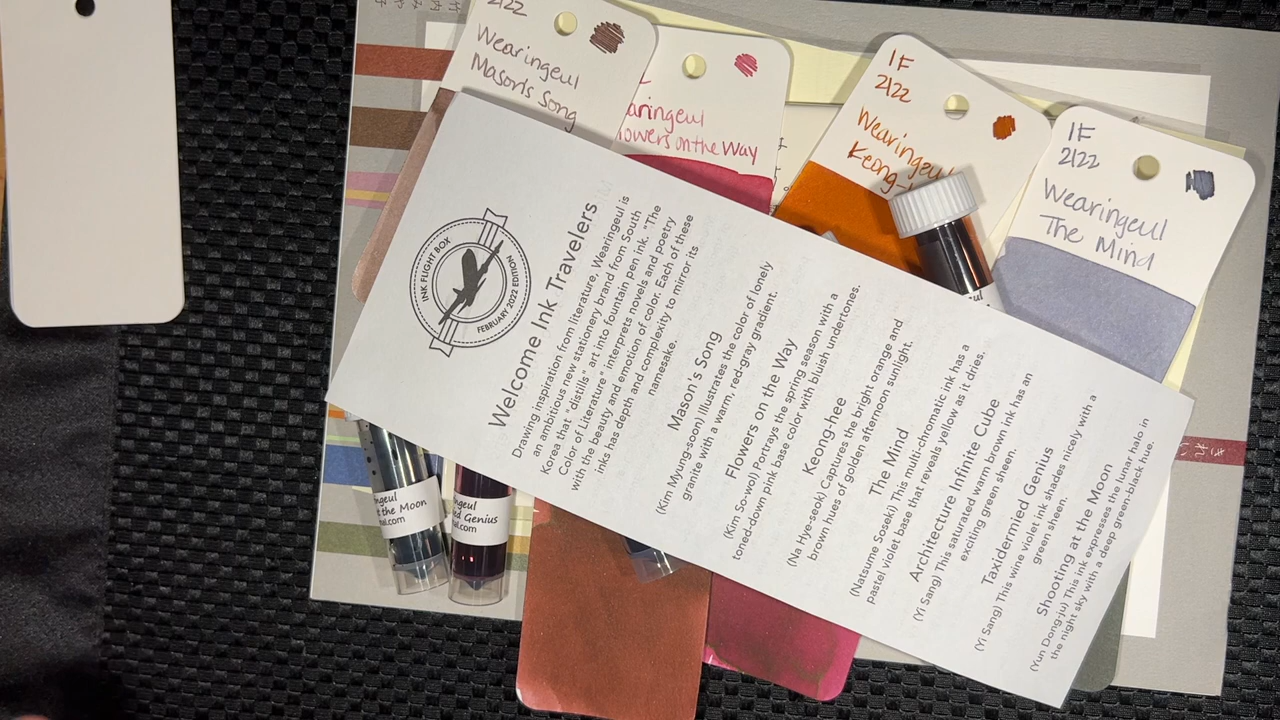 2122
Wearingeul
Mason's Song
aringeul
lowers on the Way
IF
2122
Wearingeul
Keong-
IF
2122
Wearingeul
The Mind
INK FLIGHT BOX
FEBRUARY 2022 EDITION
Welcome Ink Travelers
Drawing inspiration from literature, Wearingeul is
an ambitious new stationery brand from South
Korea that "distills" art into fountain pen ink. "The
Color of Literature" interprets novels and poetry
with the beauty and emotion of color. Each of these
inks has depth and complexity to mirror its
namesake.
Mason's Song
(Kim Myung-soon) Illustrates the color of lonely
granite with a warm, red-gray gradient.
Flowers on the Way
(Kim So-wol) Portrays the spring season with a
toned-down pink base color with bluish undertones.
Keong-hee
(Na Hye-seok) Captures the bright orange and
brown hues of golden afternoon sunlight.
The Mind
(Natsume Soseki) This multi-chromatic ink has a
pastel violet base that reveals yellow as it dries.
Architecture Infinite Cube
(Yi Sang) This saturated warm brown ink has an
exciting green sheen.
Taxidermied Genius
(Yi Sang) This wine violet ink shades nicely with a
green sheen.
Shooting at the Moon
(Yun Dong-ju) This ink expresses the lunar halo in
the night sky with a deep green-black hue.
ngeul
t the Moon
nal.com
ngeul
ed Genius
nal.com